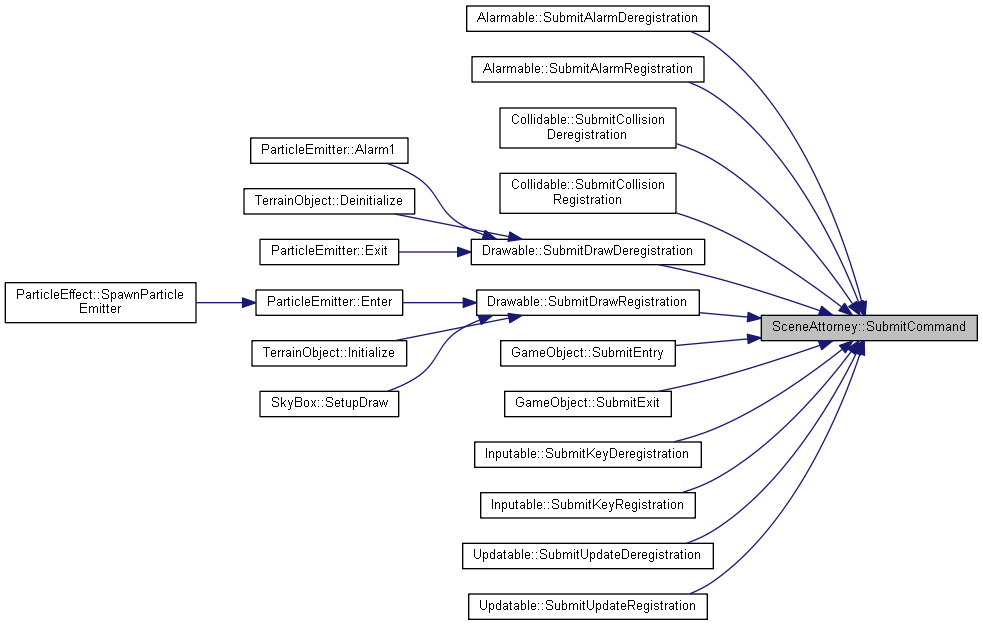 Alarmable::SubmitAlarmDeregistration
Alarmable::SubmitAlarmRegistration
Collidable::SubmitCollision
Deregistration
ParticleEmitter::Alarm1
Collidable::SubmitCollision
Registration
TerrainObject::Deinitialize
ParticleEmitter::Exit
Drawable::SubmitDrawDeregistration
ParticleEffect::SpawnParticle
Emitter
ParticleEmitter::Enter
Drawable::SubmitDrawRegistration
SceneAttorney::SubmitCommand
TerrainObject::Initialize
GameObject::SubmitEntry
SkyBox::SetupDraw
GameObject::SubmitExit
Inputable::SubmitKeyDeregistration
Inputable::SubmitKeyRegistration
Updatable::SubmitUpdateDeregistration
Updatable::SubmitUpdateRegistration